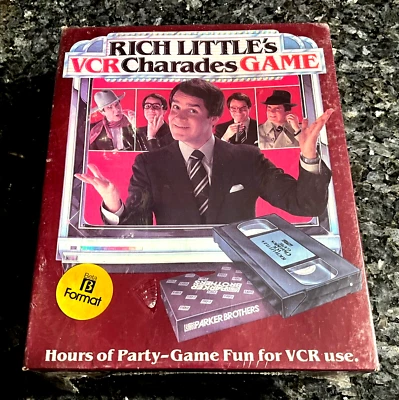 RICH LITTLE's
VCR Charades GAME
Beta
B
Format
PARKER BROTHERS
Hours of Party-Game Fun for VCR use.